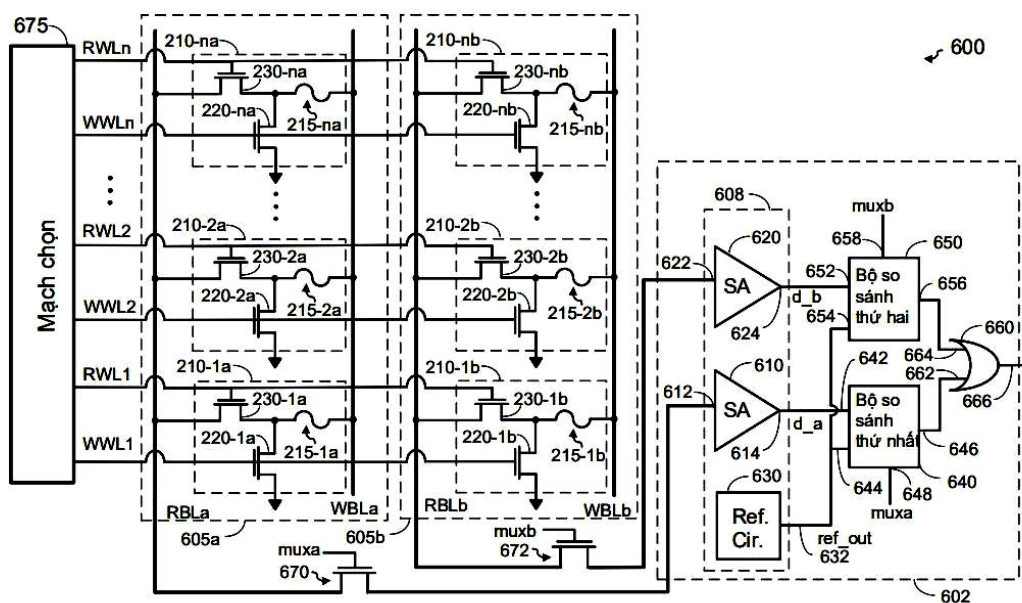 675
600
Mạch chọn
RWLn
210-na
210-nb
230-na
230-nb
220-na
220-nb
215-na
215-nb
WWLn
RWL2
210-2a
210-2b
230-2a
230-2b
220-2a
220-2b
215-2a
215-2b
WWL2
RWL1
210-1a
210-1b
230-1a
230-1b
220-1a
220-1b
215-1a
215-1b
WWL1
RBLa
WBLa
RBLb
WBLb
605a
605b
muxa
670
muxb
672
608
620
622
SA
624
d_b
610
612
SA
614
d_a
630
Ref.
Cir.
ref_out
632
muxb
658
650
652
654
Bộ so
sánh
thứ hai
656
660
664
662
666
642
Bộ so
sánh
thứ nhất
646
644
648
640
muxa
602